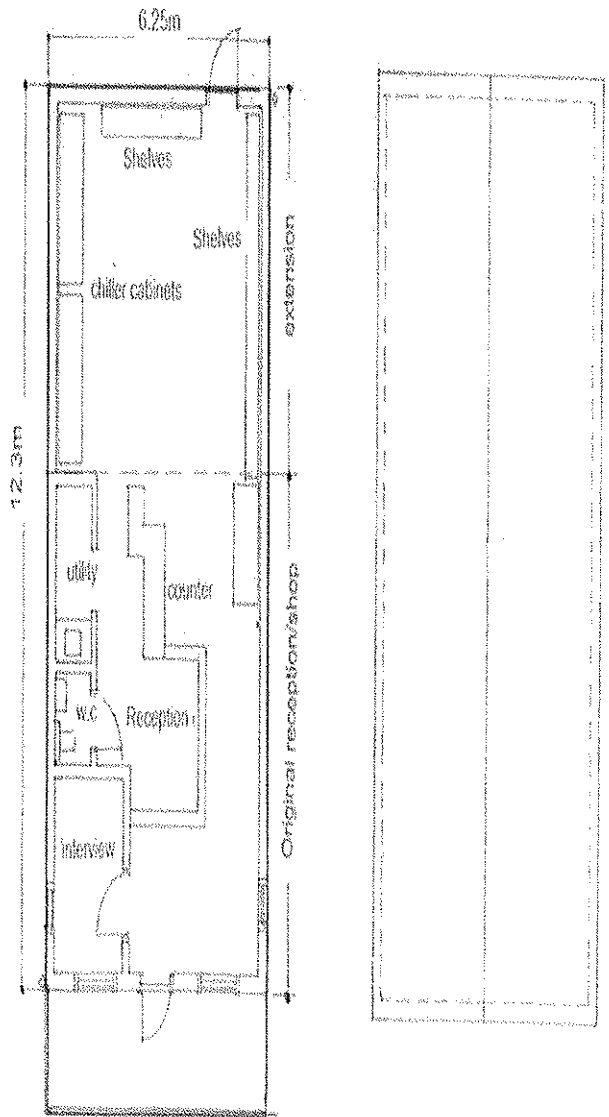 6.25m
Shelves
Shelves
chiller cabinets
extension
12.3m
utility
counter
w.c
Reception
Original reception/shop
interview